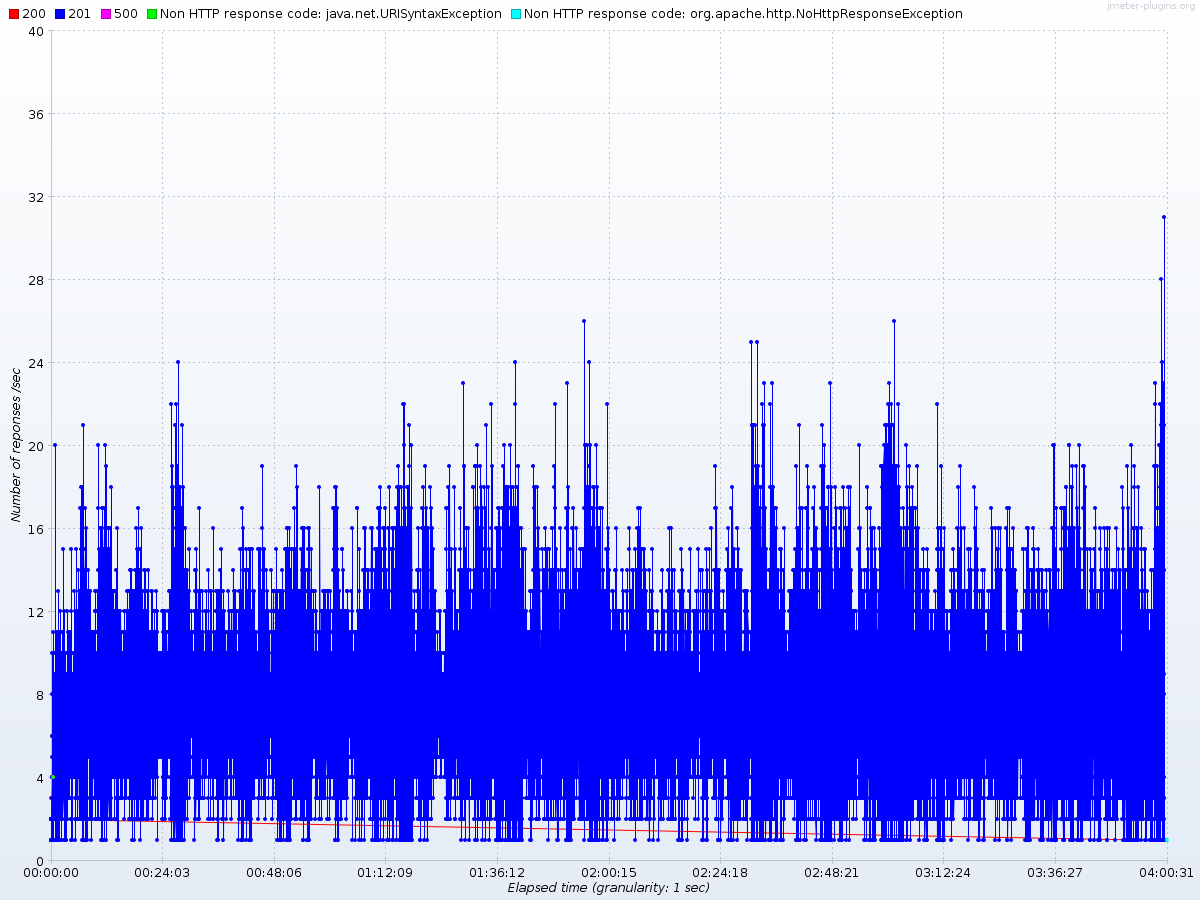 200 201 500 Non HTTP response code: java.net.URISyntaxException Non HTTP response code: org.apache.http.NoHttpResponseException
jmeter-plugins.org
40
36
32
28
24
20
16
12
8
4
0
Number of reponses /sec
00:00:00 00:24:03 00:48:06 01:12:09 01:36:12 02:00:15 02:24:18 02:48:21 03:12:24 03:36:27 04:00:31
Elapsed time (granularity: 1 sec)